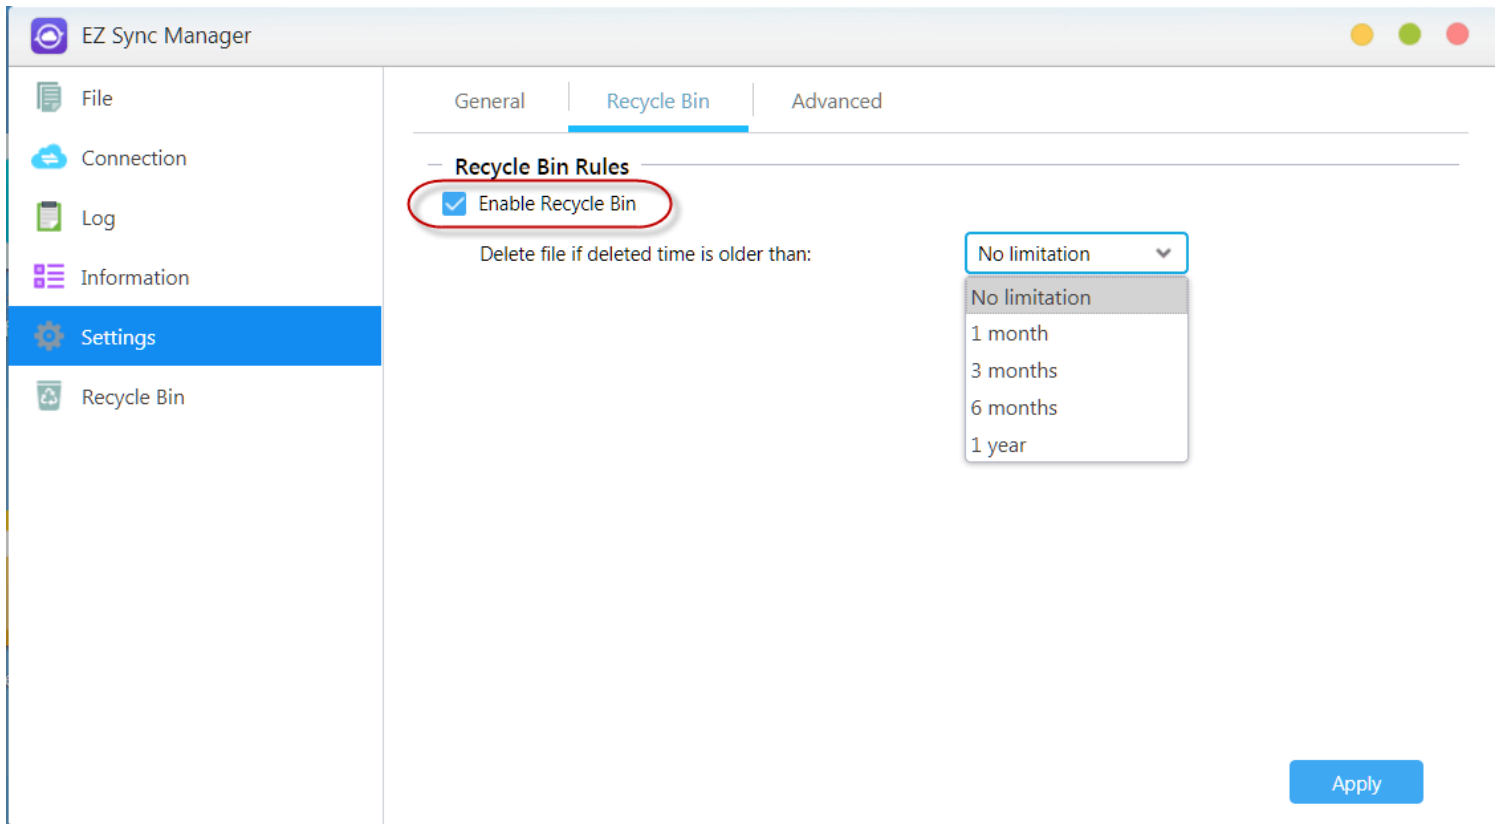 EZ Sync Manager
File
Connection
Log
Information
Settings
Recycle Bin
General
Recycle Bin
Advanced
Recycle Bin Rules
Enable Recycle Bin
Delete file if deleted time is older than:
No limitation
No limitation
1 month
3 months
6 months
1 year
Apply